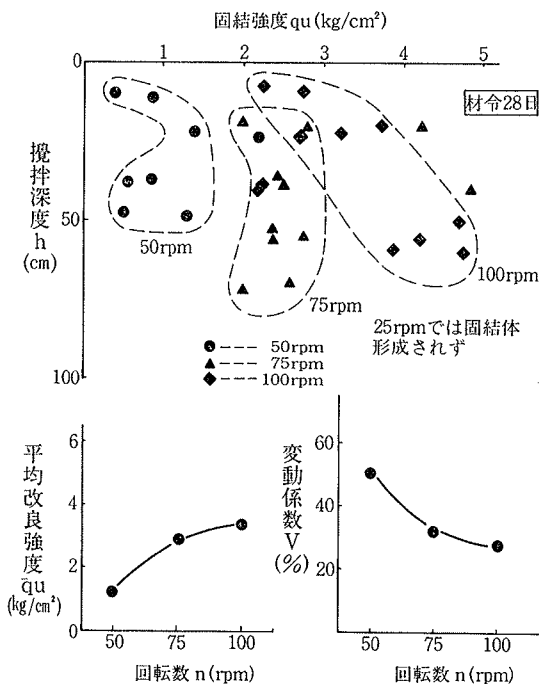 固結強度 qu (kg/cm²)
0 1 2 3 4 5
材令28日
攪拌深度 h (cm)
50
100
50rpm
75rpm
100rpm
25rpmでは固結体
形成されず
50rpm
75rpm
100rpm
平均改良強度 q̄u (kg/cm²)
6
4
2
0
50 75 100
回転数 n (rpm)
変動係数 V (%)
60
40
20
50 75 100
回転数 n (rpm)